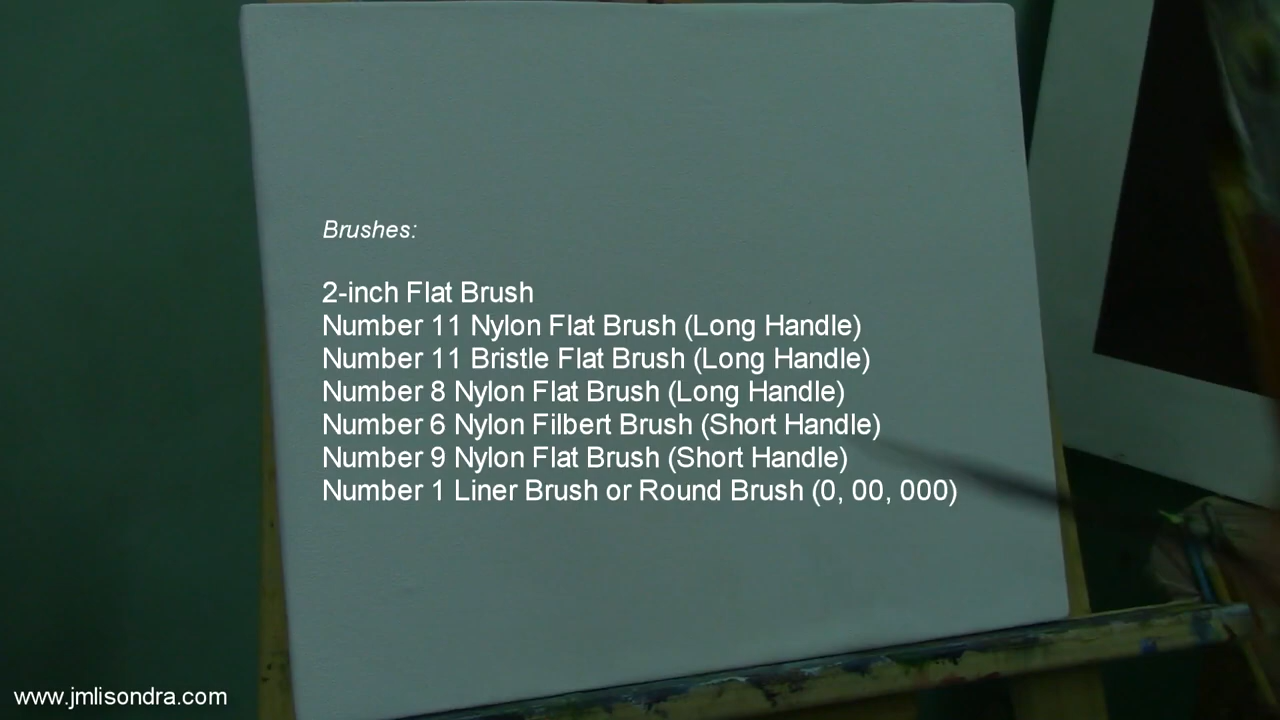 Brushes:
2-inch Flat Brush
Number 11 Nylon Flat Brush (Long Handle)
Number 11 Bristle Flat Brush (Long Handle)
Number 8 Nylon Flat Brush (Long Handle)
Number 6 Nylon Filbert Brush (Short Handle)
Number 9 Nylon Flat Brush (Short Handle)
Number 1 Liner Brush or Round Brush (0, 00, 000)
www.jmlisondra.com